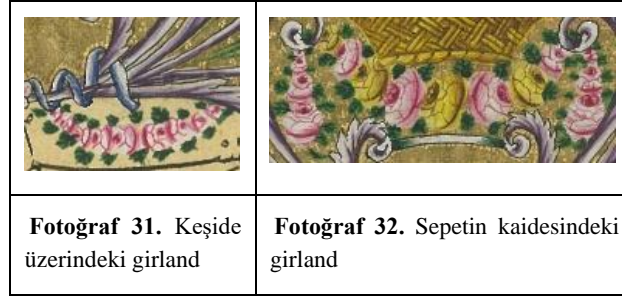 Fotoğraf 31. Keşide
üzerindeki girland
Fotoğraf 32. Sepetin kaidesindeki
girland